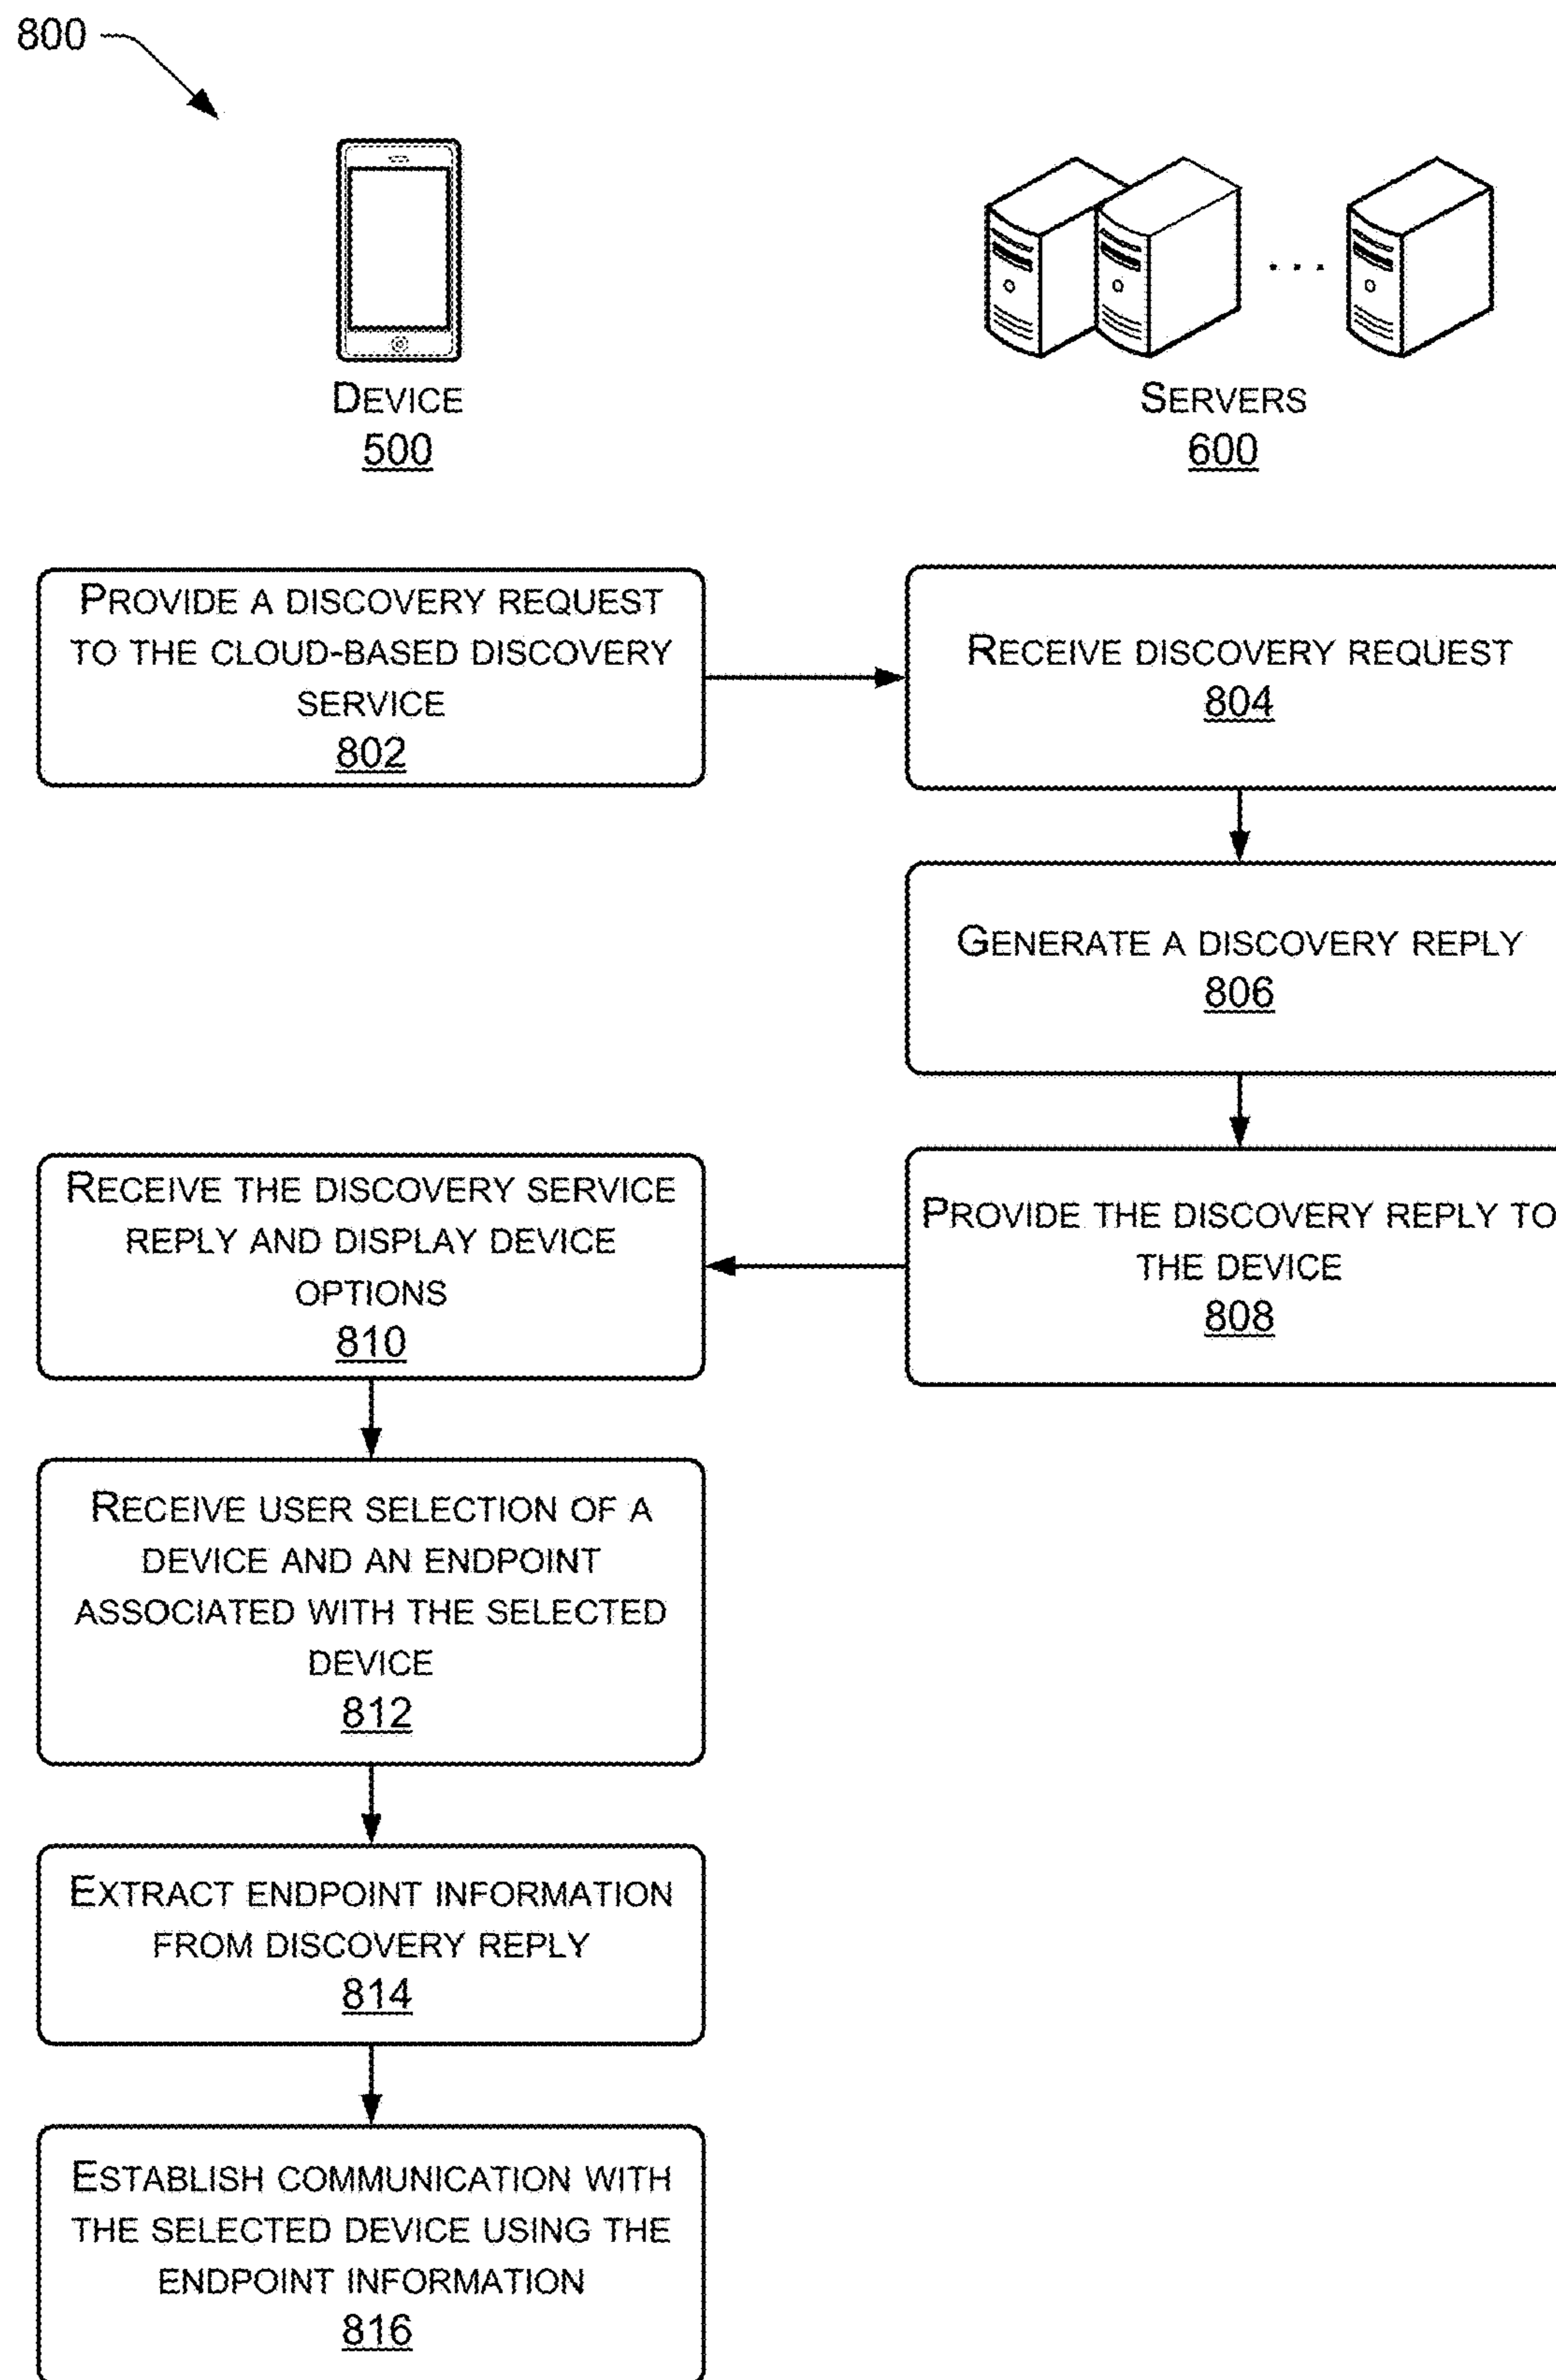 800
DEVICE
500
SERVERS
600
PROVIDE A DISCOVERY REQUEST
TO THE CLOUD-BASED DISCOVERY
SERVICE
802
RECEIVE DISCOVERY REQUEST
804
GENERATE A DISCOVERY REPLY
806
PROVIDE THE DISCOVERY REPLY TO
THE DEVICE
808
RECEIVE THE DISCOVERY SERVICE
REPLY AND DISPLAY DEVICE
OPTIONS
810
RECEIVE USER SELECTION OF A
DEVICE AND AN ENDPOINT
ASSOCIATED WITH THE SELECTED
DEVICE
812
EXTRACT ENDPOINT INFORMATION
FROM DISCOVERY REPLY
814
ESTABLISH COMMUNICATION WITH
THE SELECTED DEVICE USING THE
ENDPOINT INFORMATION
816